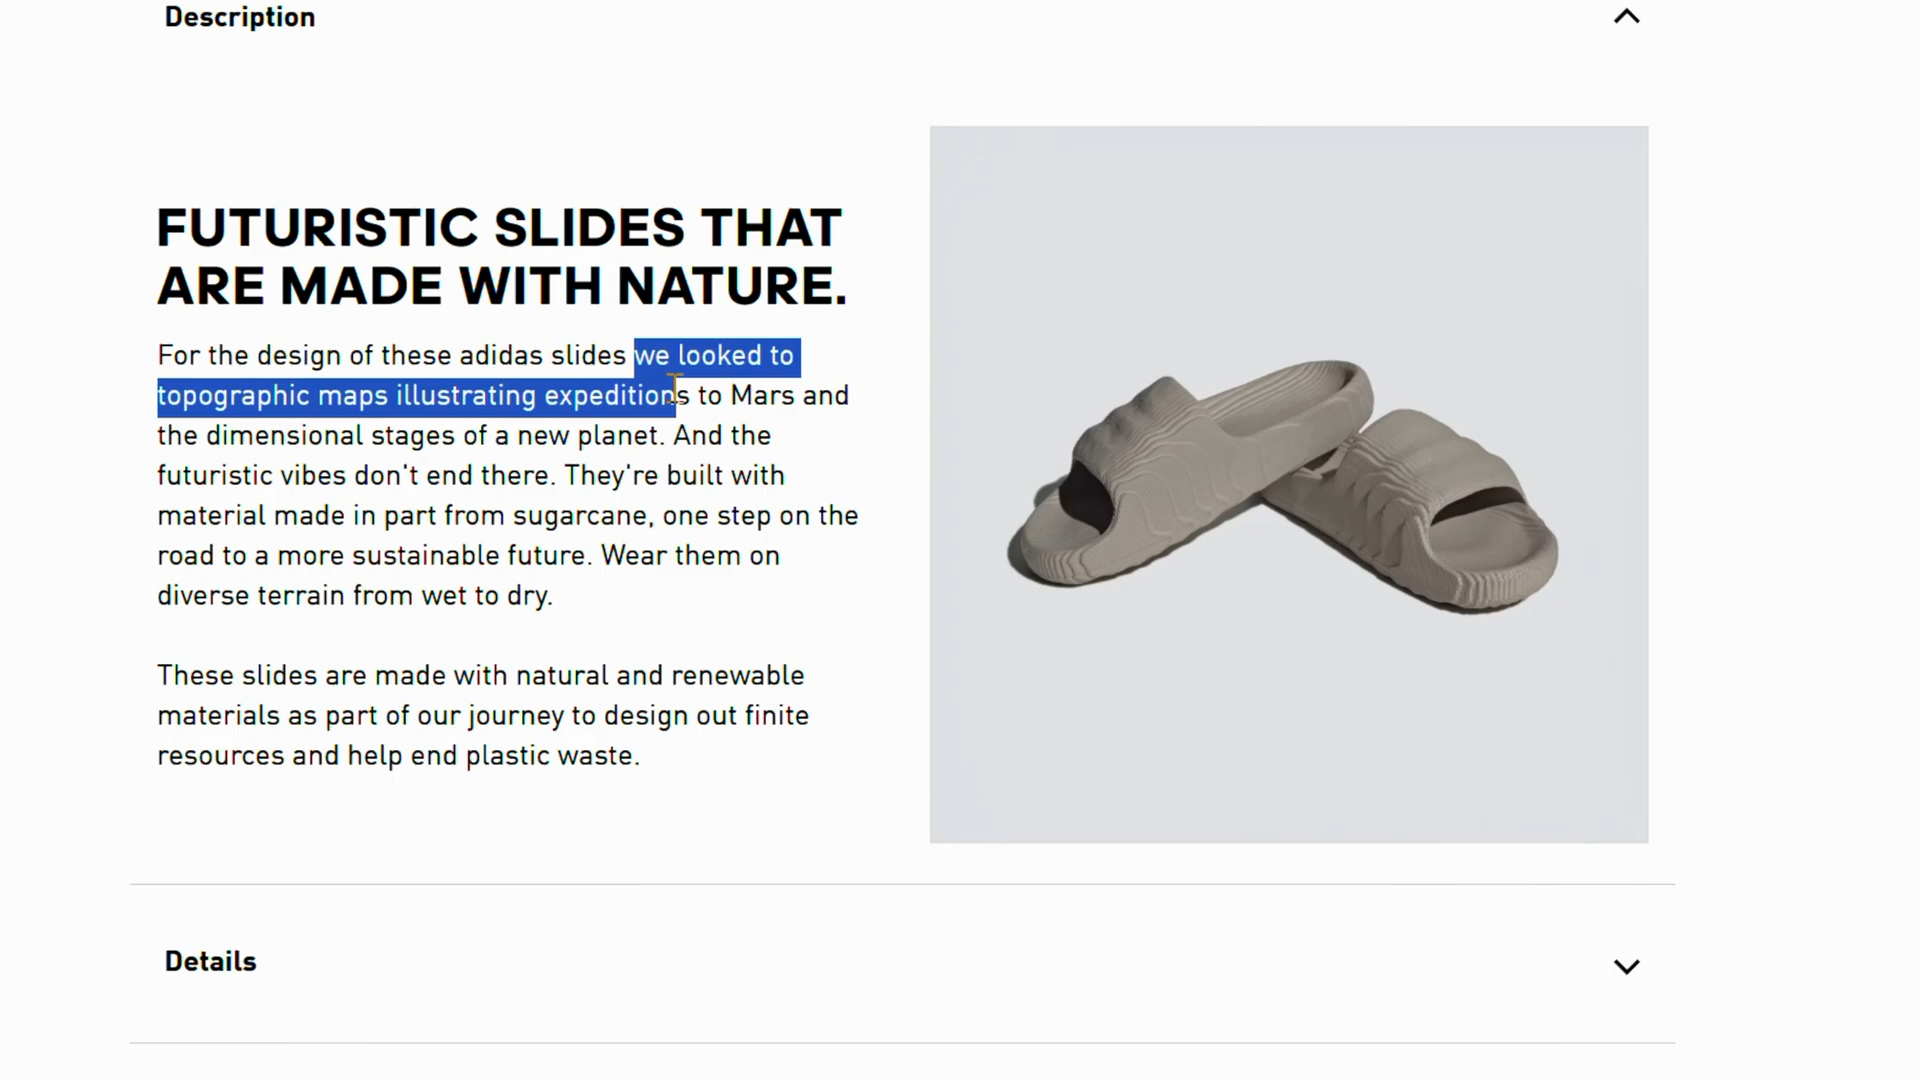 Description
FUTURISTIC SLIDES THAT
ARE MADE WITH NATURE.
For the design of these adidas slides we looked to
topographic maps illustrating expeditions to Mars and
the dimensional stages of a new planet. And the
futuristic vibes don't end there. They're built with
material made in part from sugarcane, one step on the
road to a more sustainable future. Wear them on
diverse terrain from wet to dry.
These slides are made with natural and renewable
materials as part of our journey to design out finite
resources and help end plastic waste.
Details